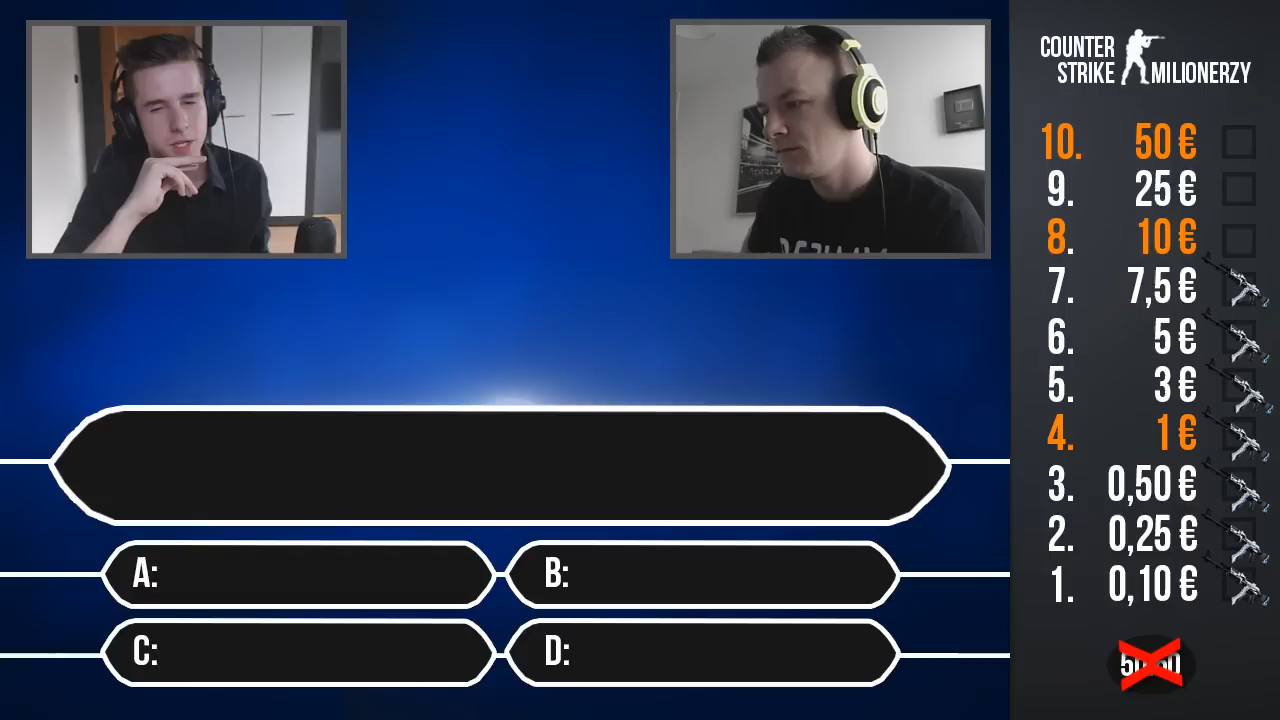 COUNTER
STRIKE MILIONERZY
10. 50 €
9. 25 €
8. 10 €
7. 7,5 €
6. 5 €
5. 3 €
4. 1 €
3. 0,50 €
2. 0,25 €
1. 0,10 €
A:
B:
C:
D: